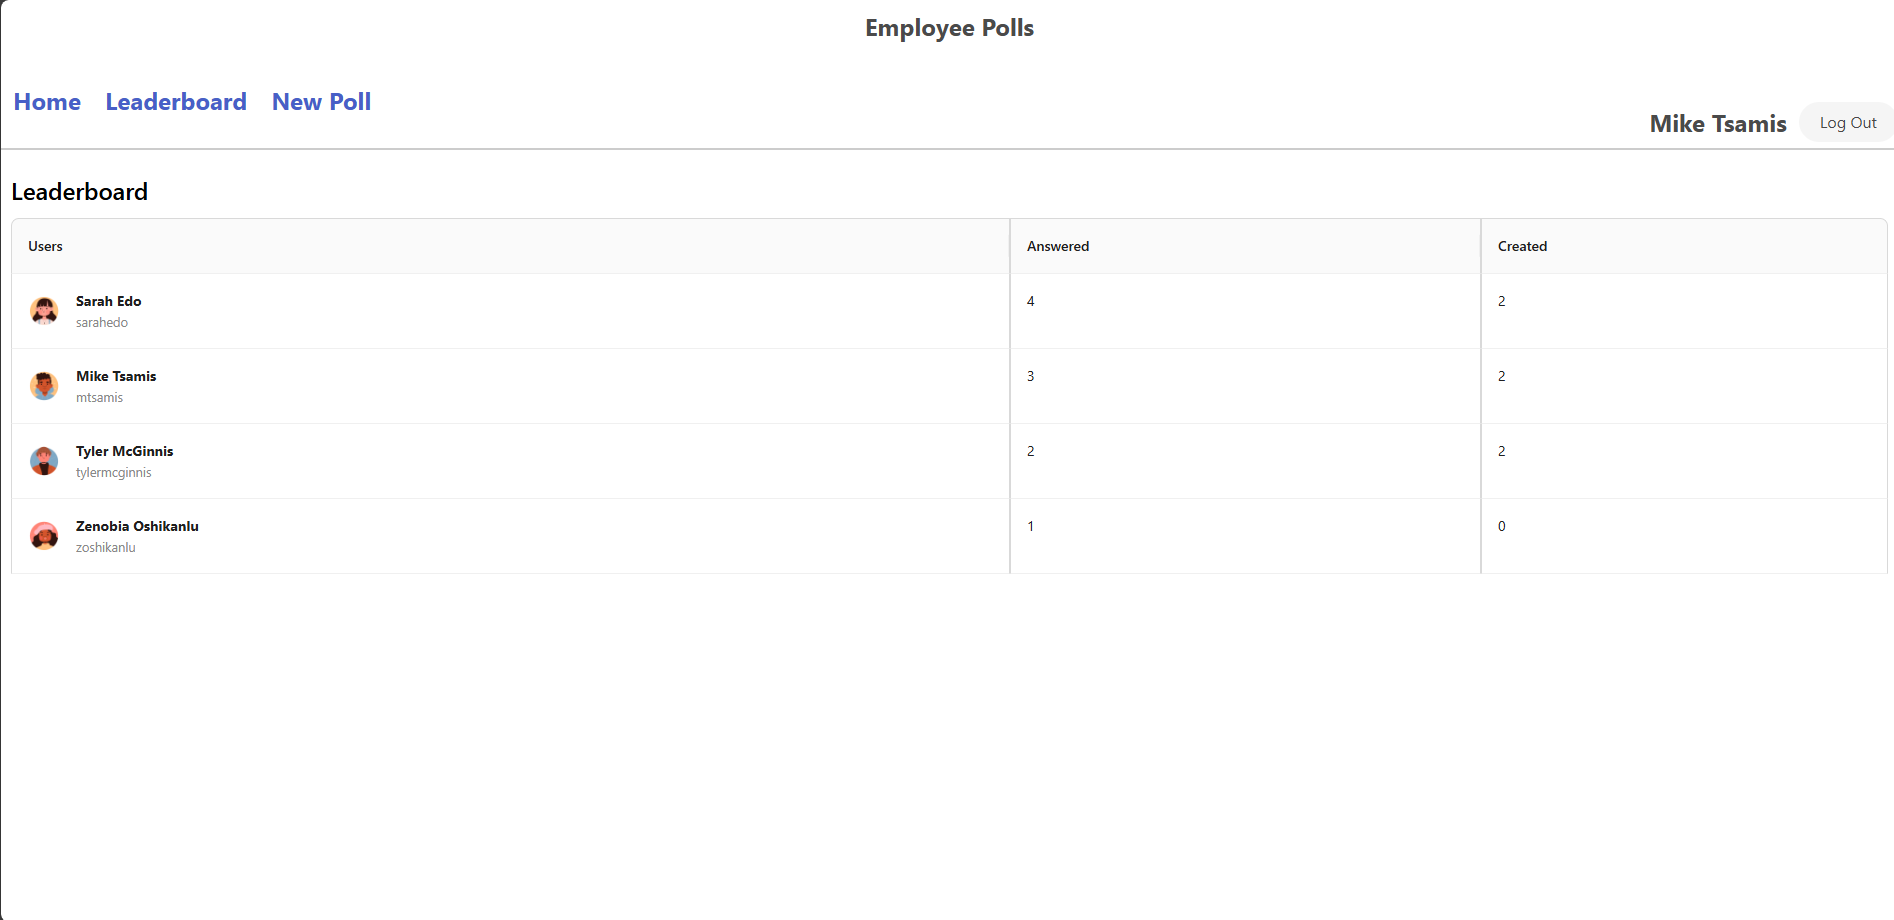 Employee Polls
Home Leaderboard New Poll
Mike Tsamis Log Out
Leaderboard
Users Answered Created
Sarah Edo 4 2
sarahedo
Mike Tsamis 3 2
mtsamis
Tyler McGinnis 2 2
tylermcginnis
Zenobia Oshikanlu 1 0
zoshikanlu